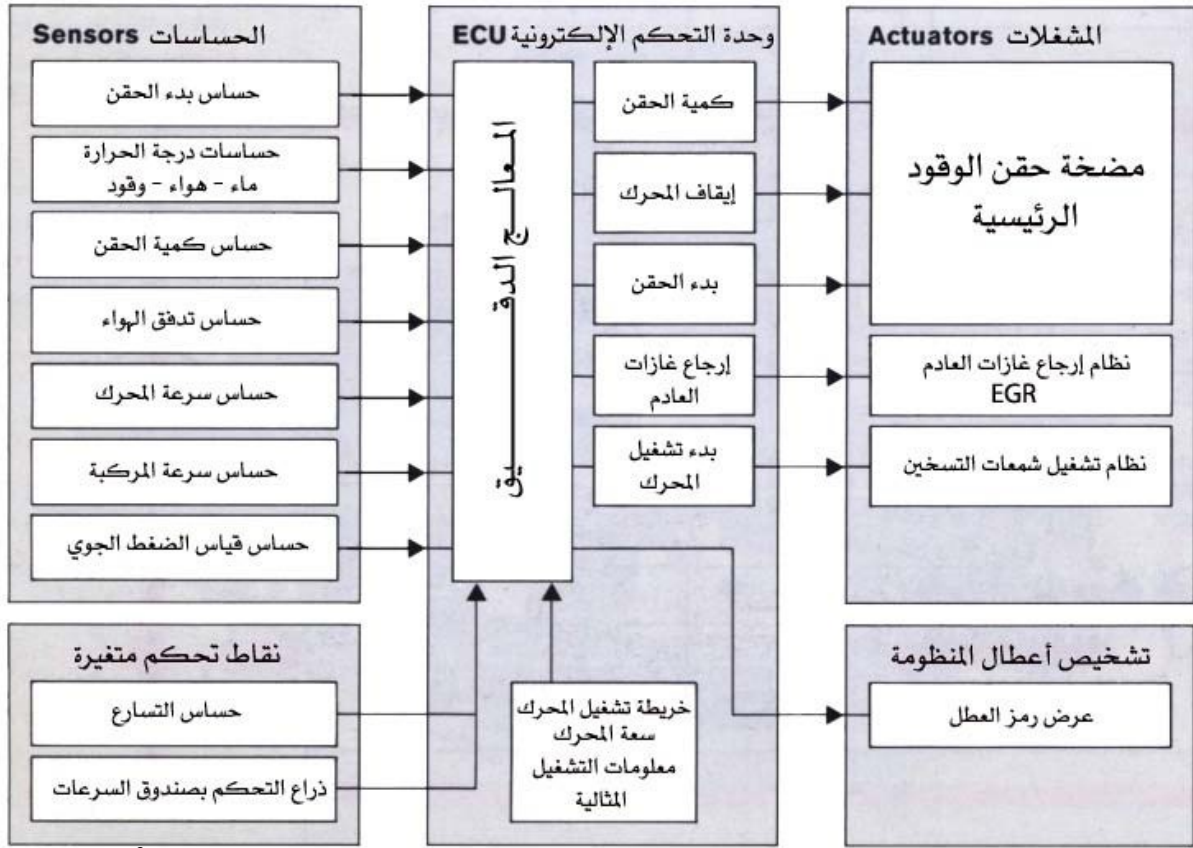 الحساسات Sensors
حساس بدء الحقن
حساسات درجة الحرارة
ماء - هواء - وقود
حساس كمية الحقن
حساس تدفق الهواء
حساس سرعة المحرك
حساس سرعة المركبة
حساس قياس الضغط الجوي
نقاط تحكم متغيرة
حساس التسارع
ذراع التحكم بصندوق السرعات
وحدة التحكم الإلكترونية ECU
المعالج الدقيق
كمية الحقن
إيقاف المحرك
بدء الحقن
إرجاع غازات
العادم
بدء تشغيل
المحرك
خريطة تشغيل المحرك
سعة المحرك
معلومات التشغيل
المثالية
المشغلات Actuators
مضخة حقن الوقود
الرئيسية
نظام إرجاع غازات العادم
EGR
نظام تشغيل شمعات التسخين
تشخيص أعطال المنظومة
عرض رمز العطل